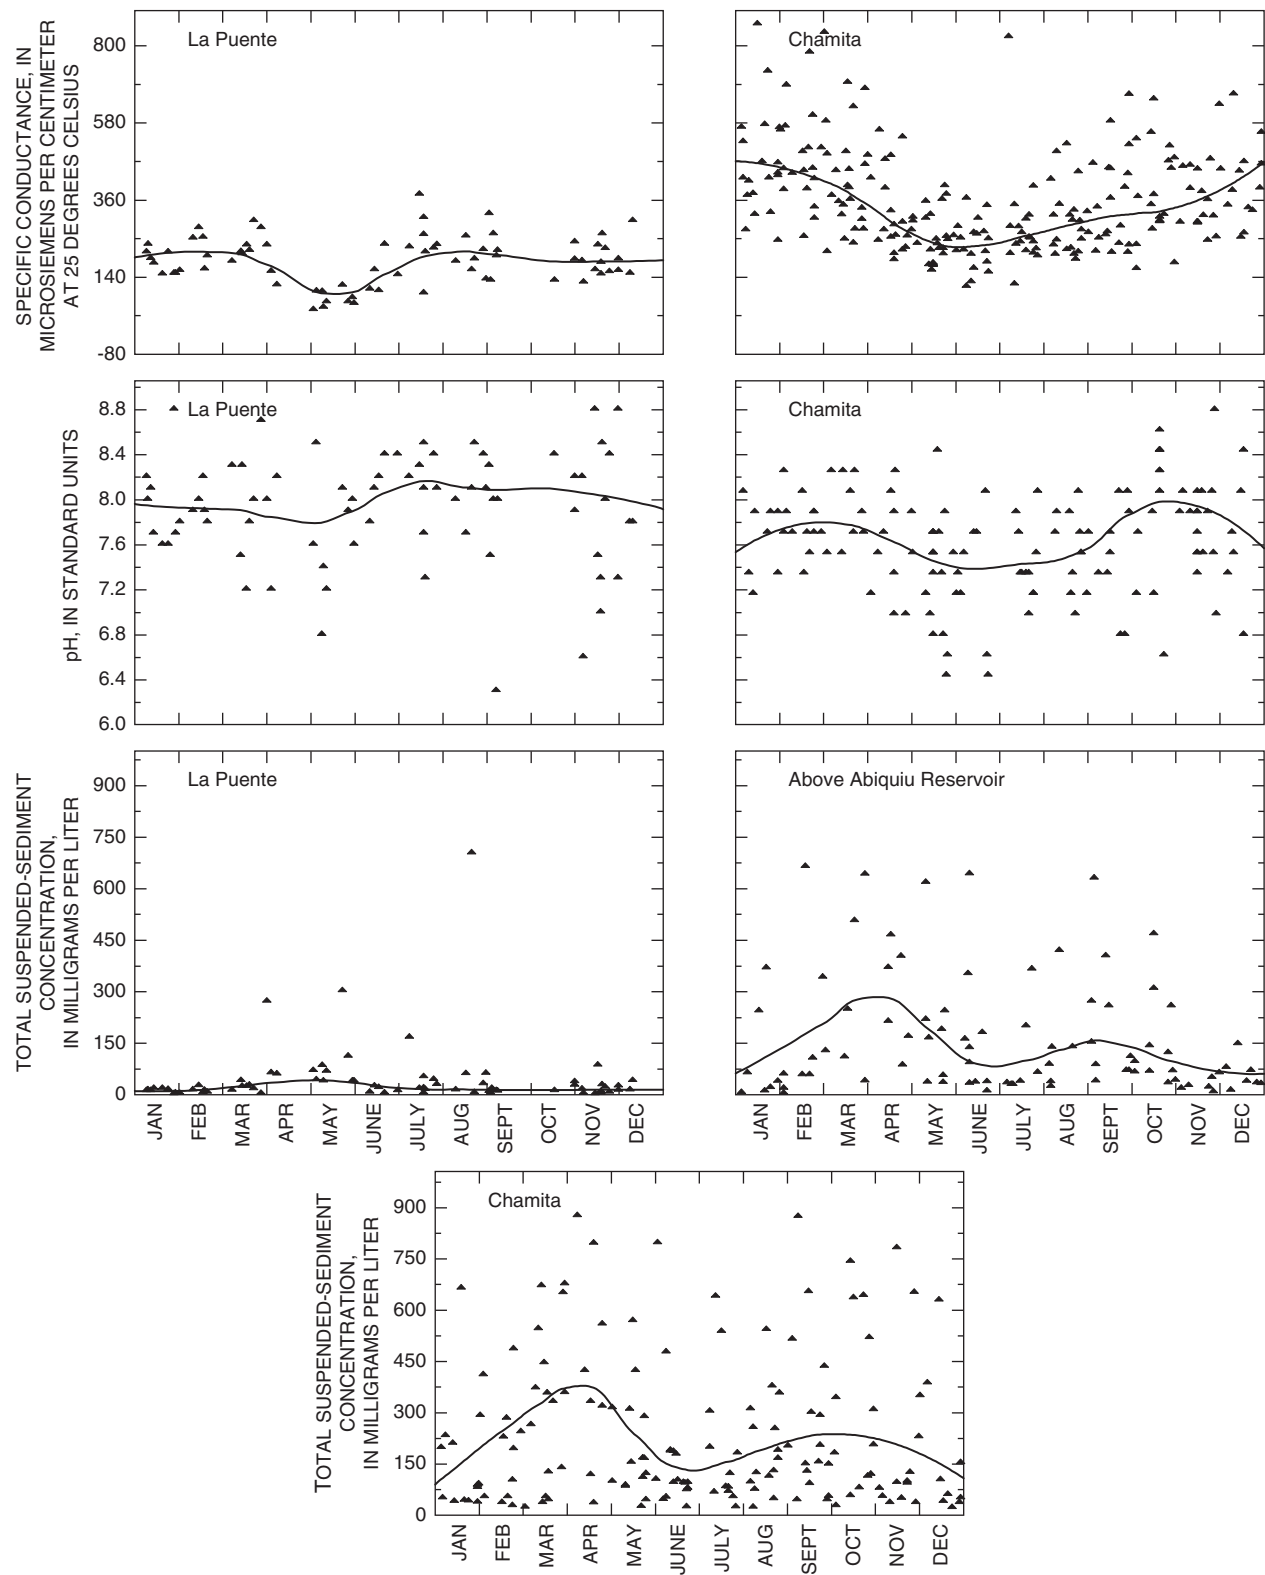 SPECIFIC CONDUCTANCE, IN
MICROSIEMENS PER CENTIMETER
AT 25 DEGREES CELSIUS
800
580
360
140
-80
La Puente
Chamita
pH, IN STANDARD UNITS
8.8
8.4
8.0
7.6
7.2
6.8
6.4
6.0
La Puente
Chamita
TOTAL SUSPENDED-SEDIMENT
CONCENTRATION,
IN MILLIGRAMS PER LITER
900
750
600
450
300
150
0
La Puente
JAN
FEB
MAR
APR
MAY
JUNE
JULY
AUG
SEPT
OCT
NOV
DEC
Above Abiquiu Reservoir
JAN
FEB
MAR
APR
MAY
JUNE
JULY
AUG
SEPT
OCT
NOV
DEC
TOTAL SUSPENDED-SEDIMENT
CONCENTRATION,
IN MILLIGRAMS PER LITER
900
750
600
450
300
150
0
Chamita
JAN
FEB
MAR
APR
MAY
JUNE
JULY
AUG
SEPT
OCT
NOV
DEC